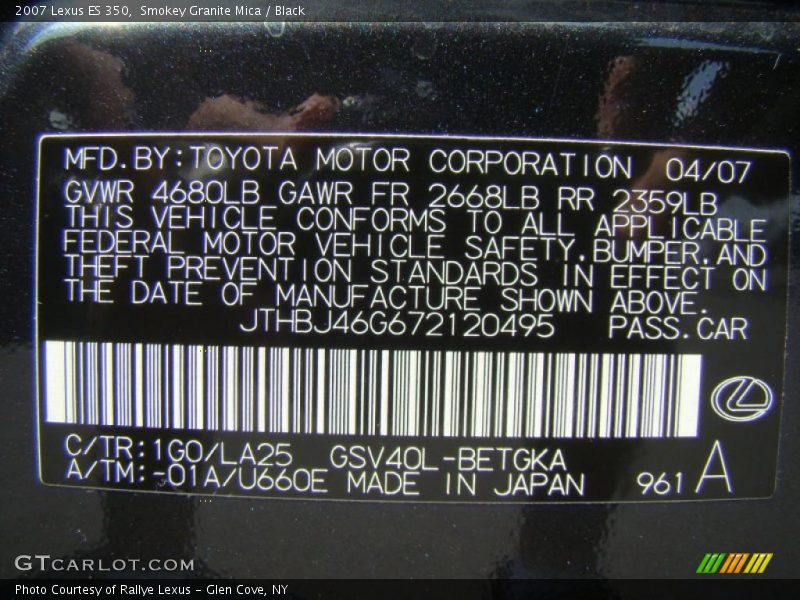 2007 Lexus ES 350,  Smokey Granite Mica / Black
MFD.BY:TOYOTA MOTOR CORPORATION 04/07
GVWR 4680LB GAWR FR 2668LB RR 2359LB
THIS VEHICLE CONFORMS TO ALL APPLICABLE
FEDERAL MOTOR VEHICLE SAFETY.BUMPER.AND
THEFT PREVENTION STANDARDS IN EFFECT ON
THE DATE OF MANUFACTURE SHOWN ABOVE.
JTHBJ46G672120495 PASS.CAR
C/TR:1G0/LA25 GSV40L-BETGKA
A/TM:-01A/U660E MADE IN JAPAN 961 A
GTCARLOT.COM
Photo Courtesy of Rallye Lexus - Glen Cove, NY